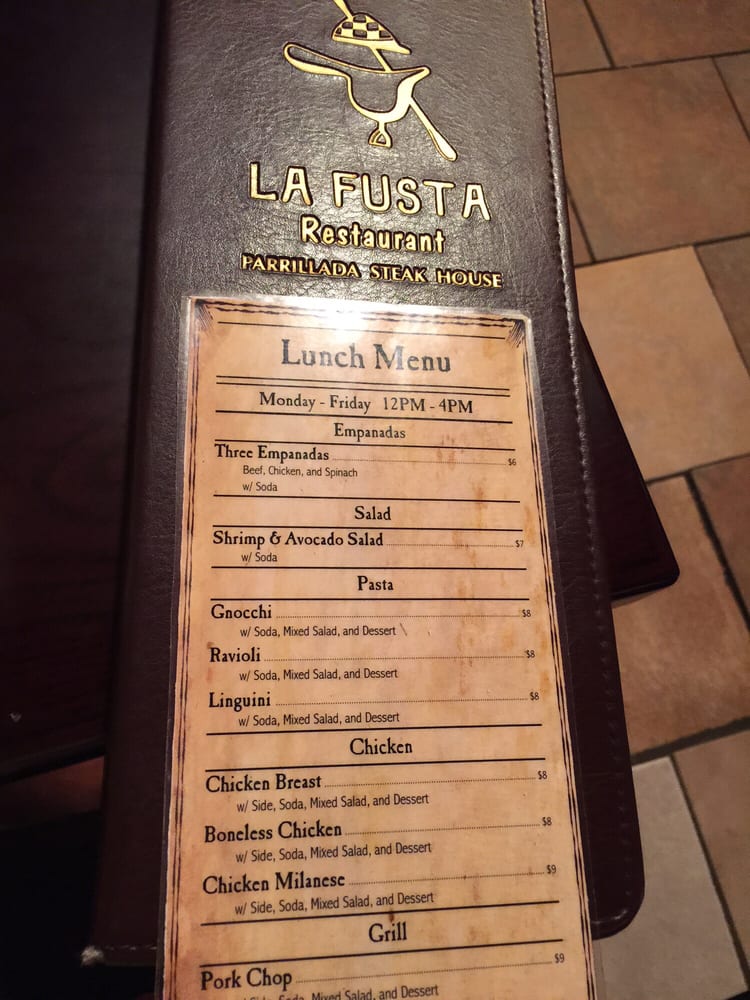 LA FUSTA
Restaurant
PARRILLADA STEAK HOUSE
Lunch Menu
Monday - Friday 12PM - 4PM
Empanadas
Three Empanadas $6
Beef, Chicken, and Spinach
w/ Soda
Salad
Shrimp & Avocado Salad $7
w/ Soda
Pasta
Gnocchi $8
w/ Soda, Mixed Salad, and Dessert
Ravioli $8
w/ Soda, Mixed Salad, and Dessert
Linguini $8
w/ Soda, Mixed Salad, and Dessert
Chicken
Chicken Breast $8
w/ Side, Soda, Mixed Salad, and Dessert
Boneless Chicken $8
w/ Side, Soda, Mixed Salad, and Dessert
Chicken Milanese $9
w/ Side, Soda, Mixed Salad, and Dessert
Grill
Pork Chop $9
Soda, Mixed Salad, and Dessert